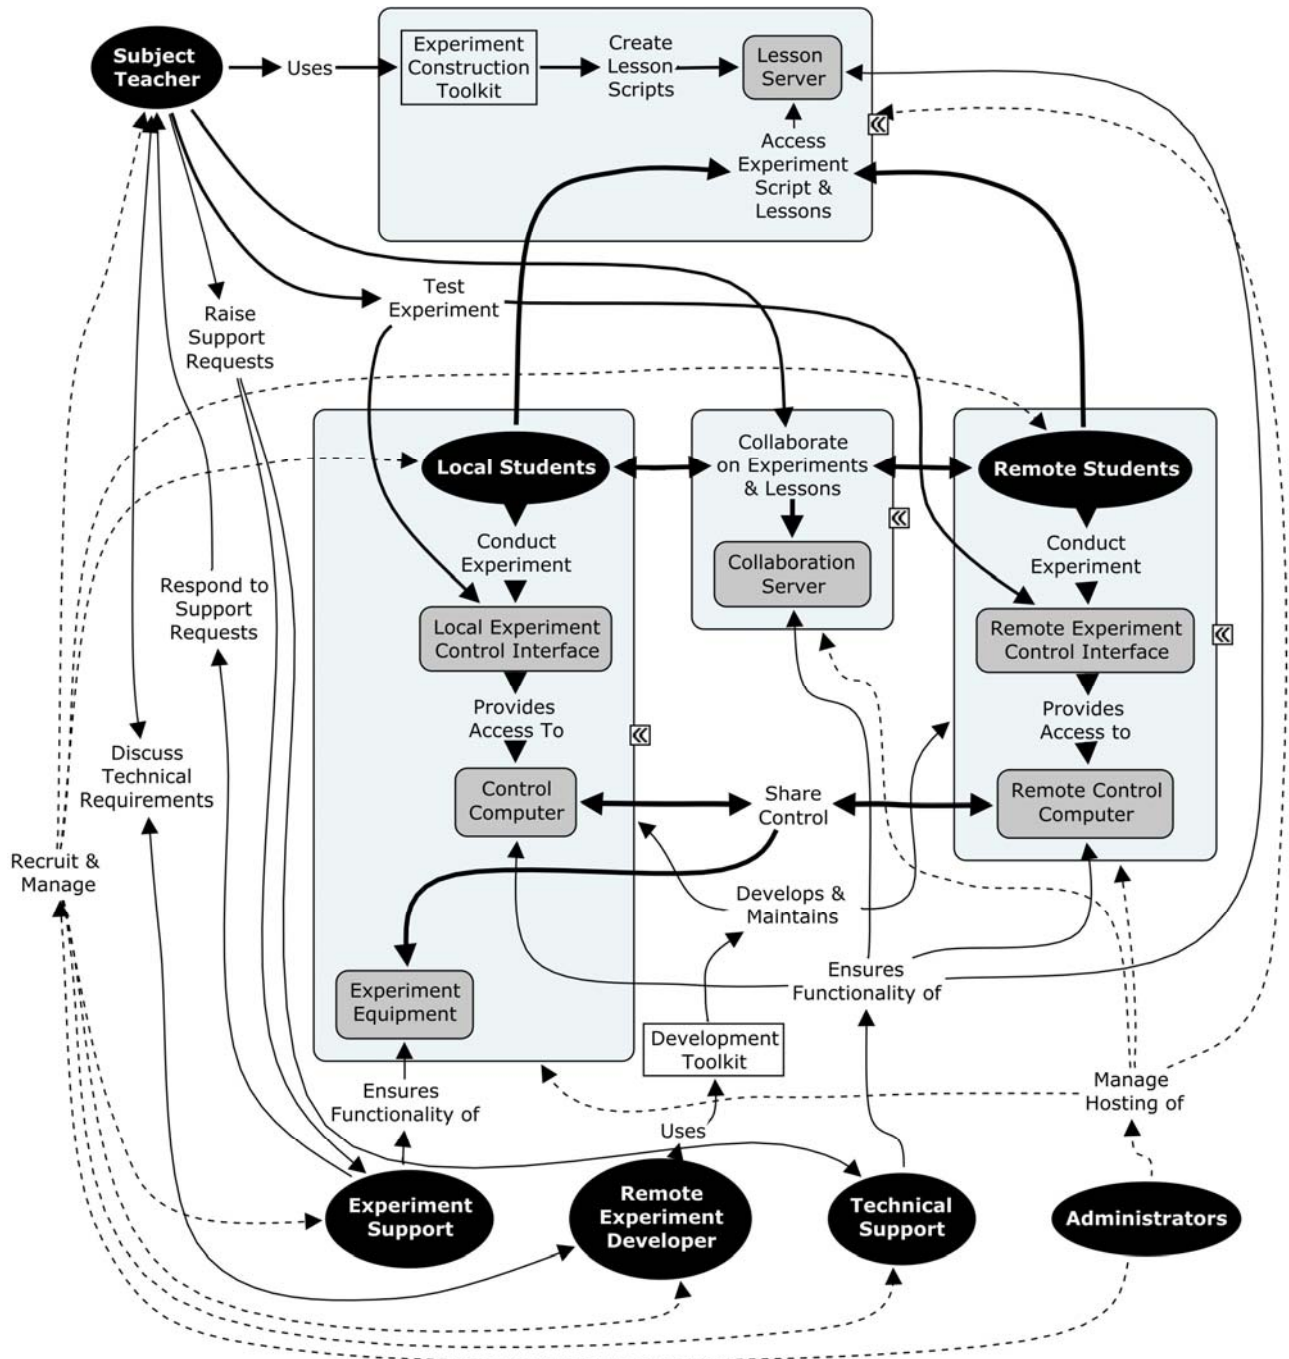 Subject
Teacher
Uses
Experiment
Construction
Toolkit
Create
Lesson
Scripts
Lesson
Server
Access
Experiment
Script &
Lessons
Test
Experiment
Raise
Support
Requests
Local Students
Collaborate
on Experiments
& Lessons
Remote Students
Conduct
Experiment
Collaboration
Server
Conduct
Experiment
Respond to
Support
Requests
Local Experiment
Control Interface
Remote Experiment
Control Interface
Provides
Access To
Provides
Access to
Discuss
Technical
Requirements
Control
Computer
Share
Control
Remote Control
Computer
Recruit &
Manage
Develops &
Maintains
Experiment
Equipment
Ensures
Functionality of
Development
Toolkit
Ensures
Functionality of
Manage
Hosting of
Uses
Experiment
Support
Remote
Experiment
Developer
Technical
Support
Administrators